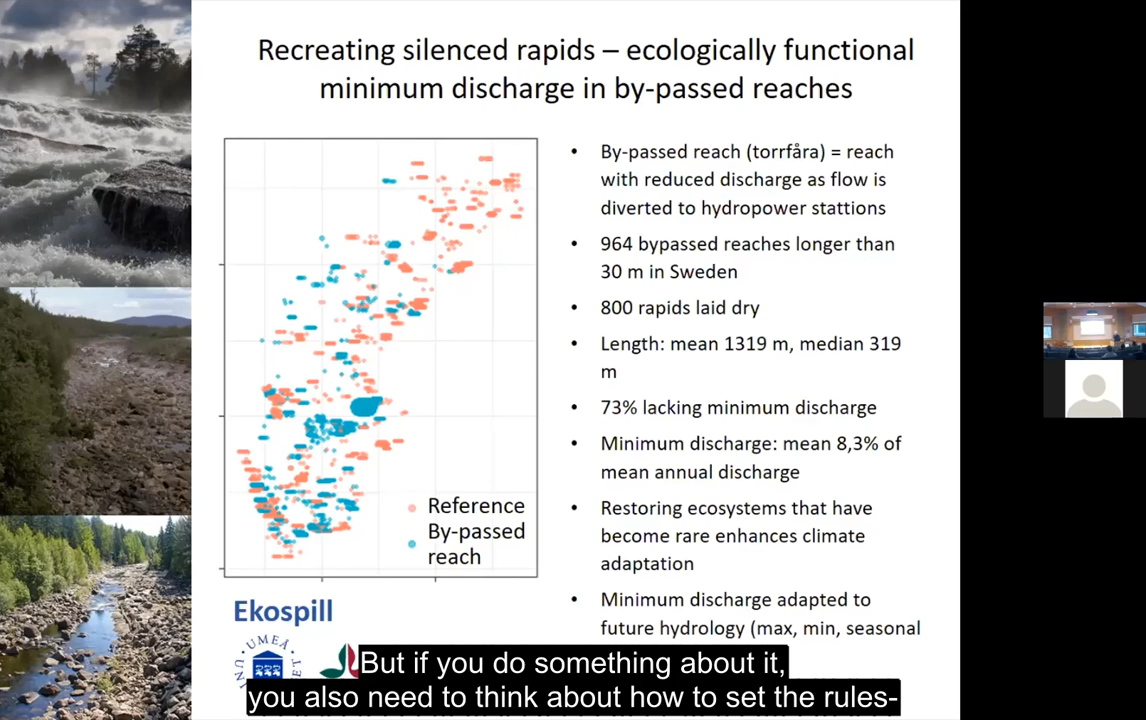 Recreating silenced rapids – ecologically functional
minimum discharge in by-passed reaches
• By-passed reach (torrfåra) = reach
with reduced discharge as flow is
diverted to hydropower stattions
• 964 bypassed reaches longer than
30 m in Sweden
• 800 rapids laid dry
• Length: mean 1319 m, median 319
m
• 73% lacking minimum discharge
• Minimum discharge: mean 8,3% of
mean annual discharge
• Restoring ecosystems that have
become rare enhances climate
adaptation
• Minimum discharge adapted to
future hydrology (max, min, seasonal
Reference
By-passed
reach
Ekospill
UMEÅ
But if you do something about it,
you also need to think about how to set the rules-